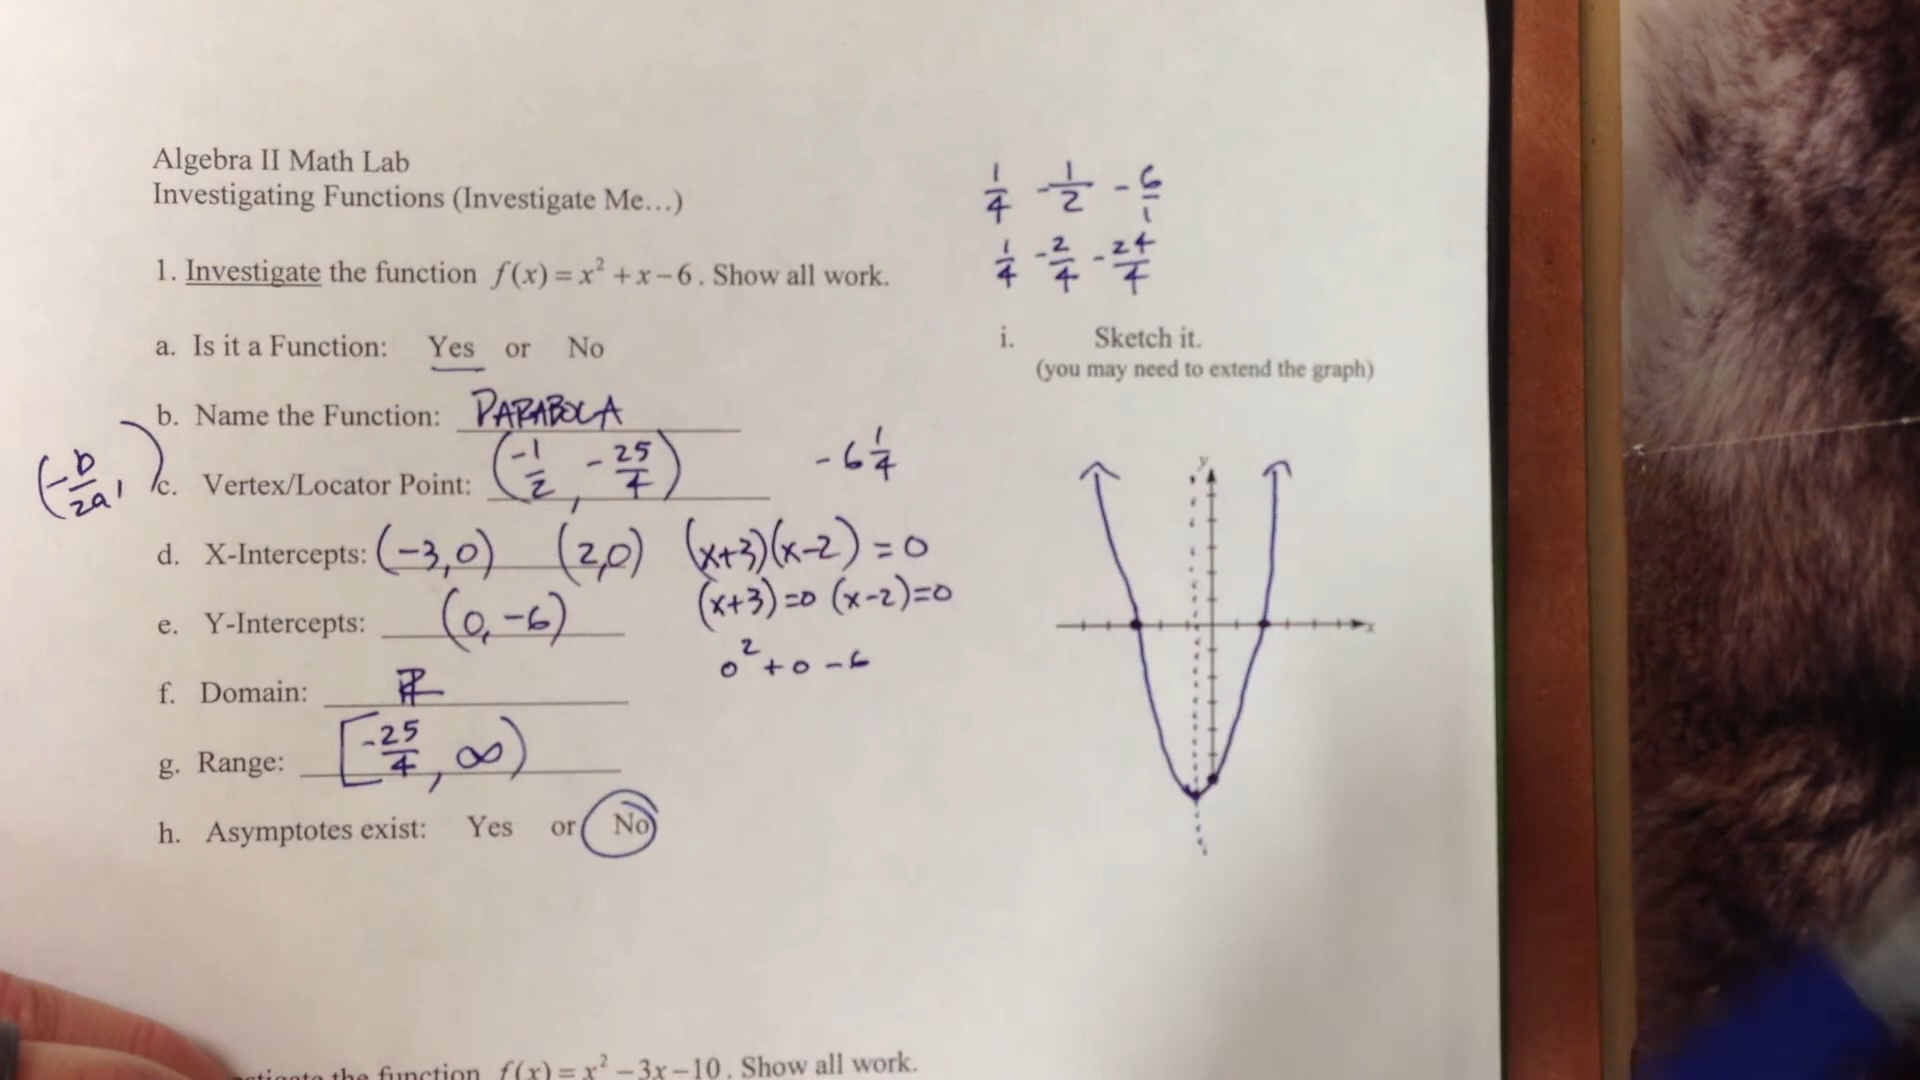 Algebra II Math Lab
Investigating Functions (Investigate Me...)
1. Investigate the function f(x) = x² + x – 6. Show all work.
a. Is it a Function: Yes or No
b. Name the Function: PARABOLA
(-b/2a, )
c. Vertex/Locator Point: (-1/2, -25/4) -6 1/4
d. X-Intercepts: (-3,0) (2,0) (x+3)(x-2) = 0
(x+3)=0 (x-2)=0
e. Y-Intercepts: (0,-6)
0² + 0 - 6
f. Domain: ℝ
g. Range: [-25/4, ∞)
h. Asymptotes exist: Yes or No
1/4 - 1/2 - 6/1
1/4 - 2/4 - 24/4
i. Sketch it.
(you may need to extend the graph)
y
x
the function f(x) = x² – 3x – 10. Show all work.